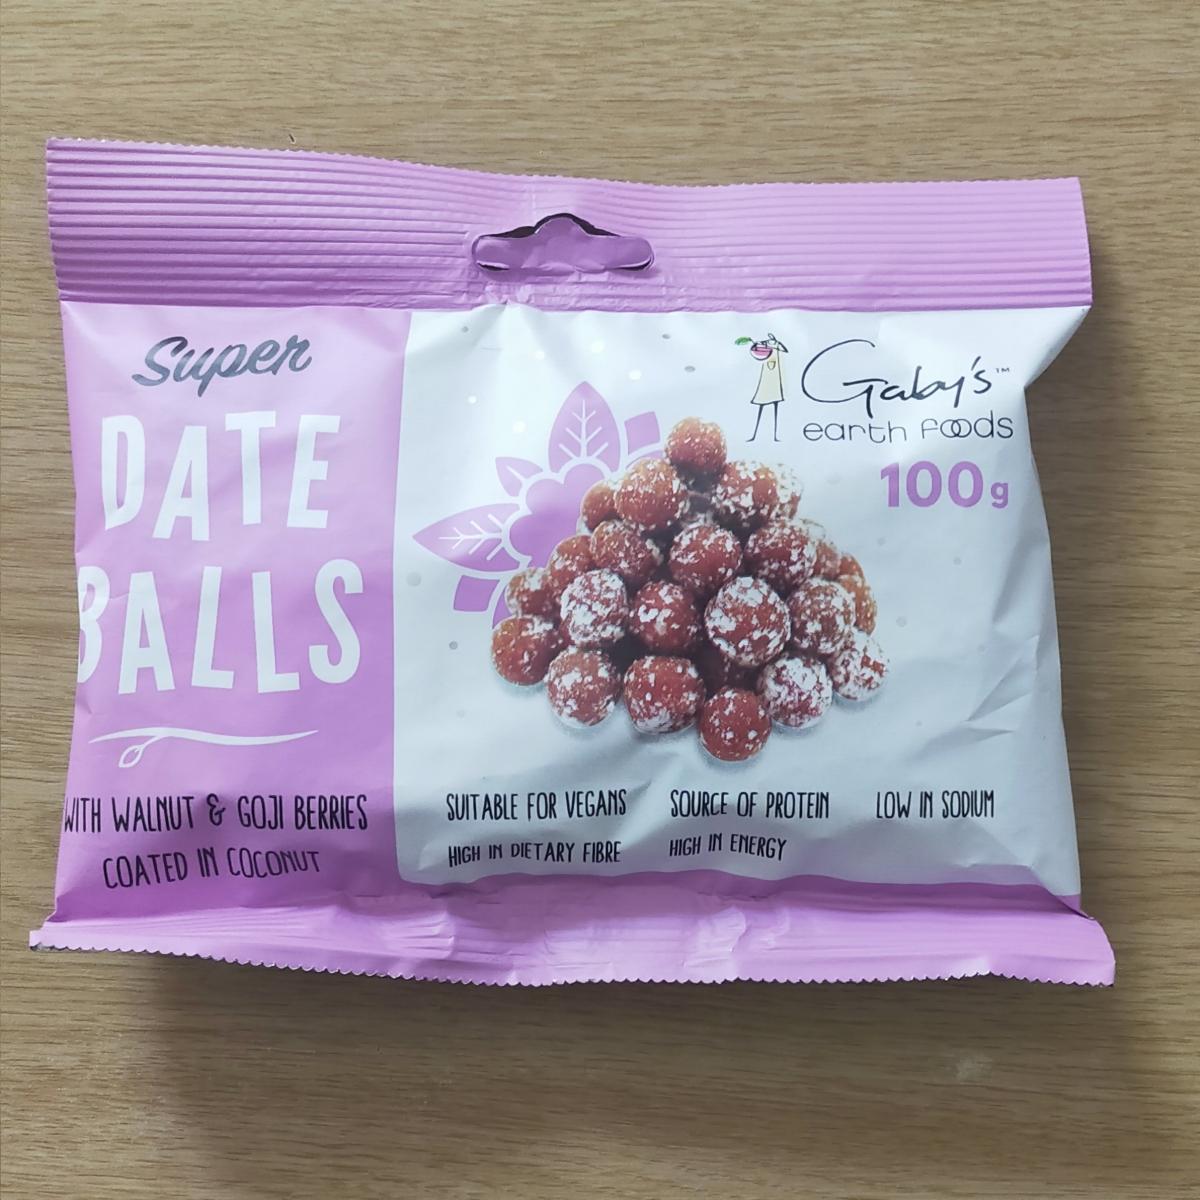 Super
DATE
BALLS
WITH WALNUT & GOJI BERRIES
COATED IN COCONUT
Gaby's™
earth foods
100g
SUITABLE FOR VEGANS
SOURCE OF PROTEIN
LOW IN SODIUM
HIGH IN DIETARY FIBRE
HIGH IN ENERGY